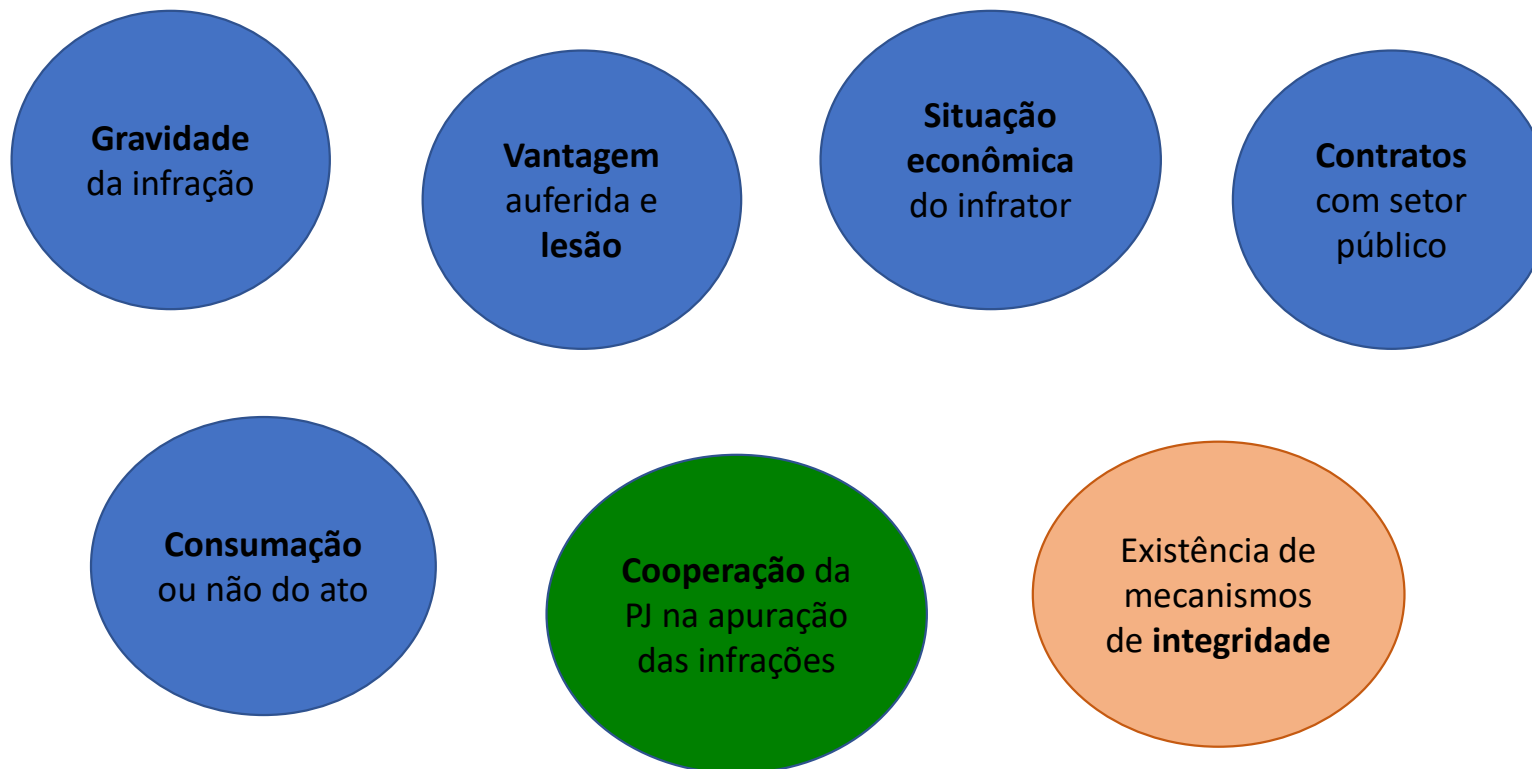 Gravidade
da infração
Vantagem
auferida e
lesão
Situação
econômica
do infrator
Contratos
com setor
público
Consumação
ou não do ato
Cooperação da
PJ na apuração
das infrações
Existência de
mecanismos
de integridade